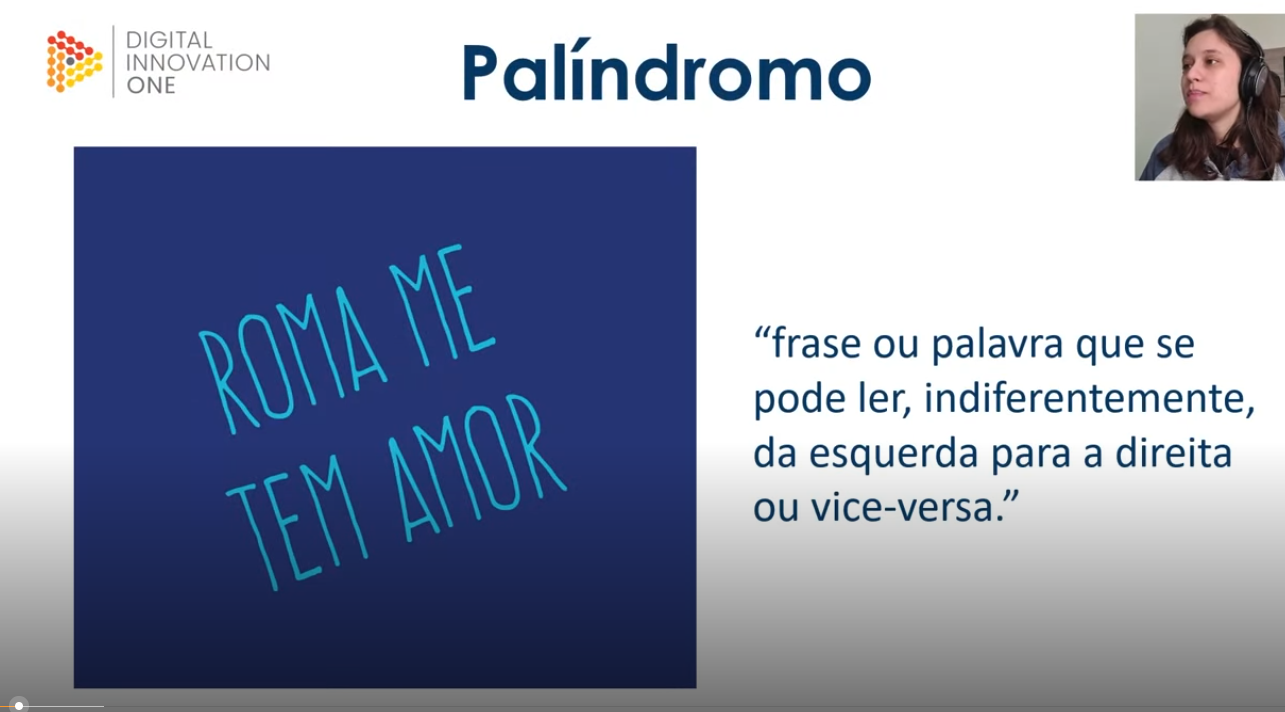 DIGITAL
INNOVATION
ONE
Palíndromo
ROMA ME
TEM AMOR
“frase ou palavra que se
pode ler, indiferentemente,
da esquerda para a direita
ou vice-versa.”